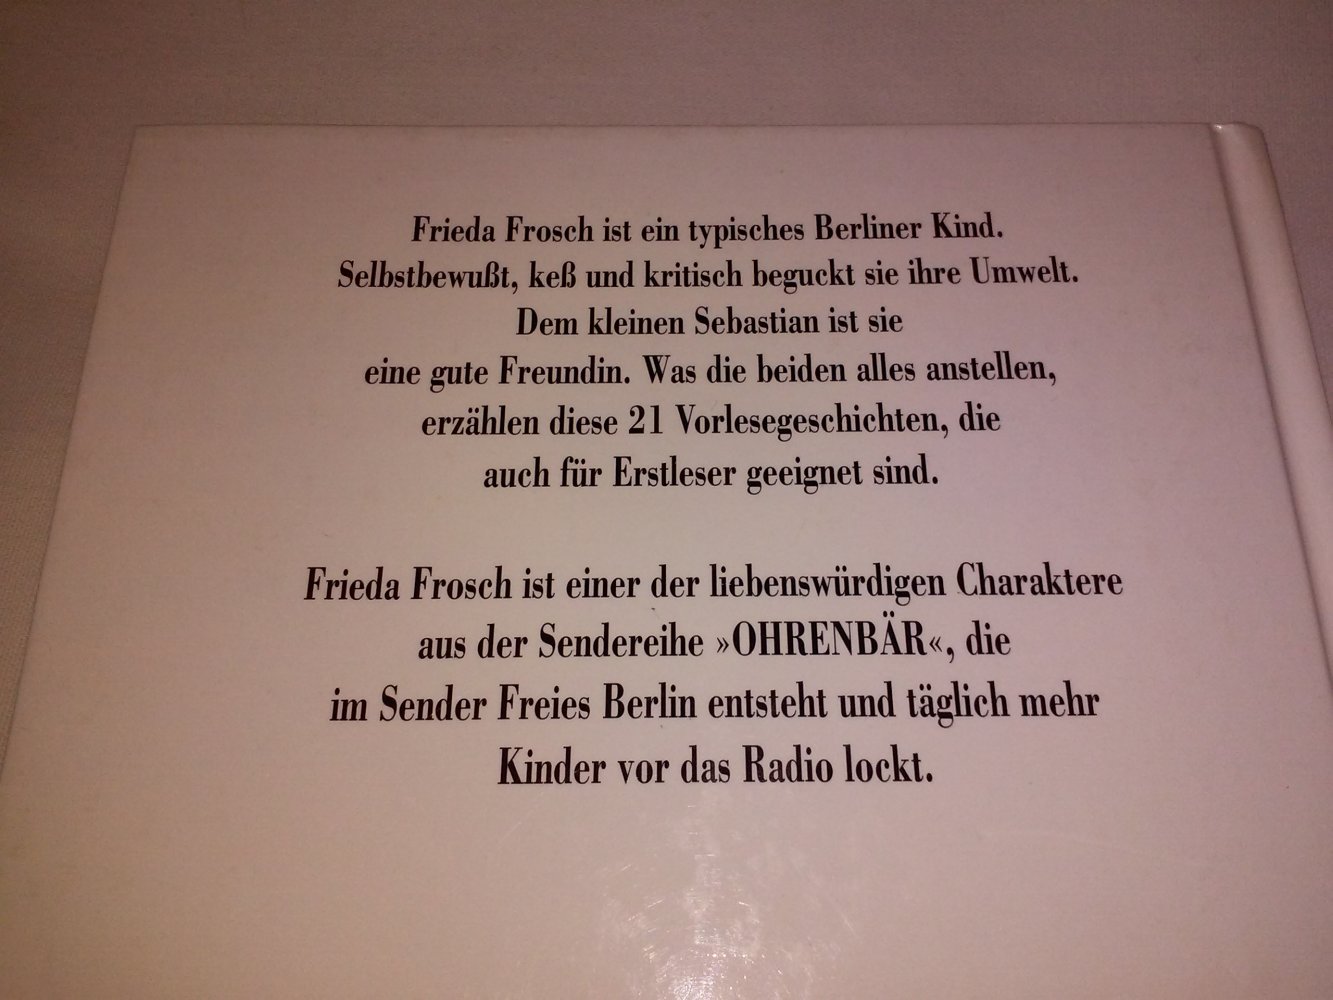 Frieda Frosch ist ein typisches Berliner Kind.
Selbstbewußt, keß und kritisch beguckt sie ihre Umwelt.
Dem kleinen Sebastian ist sie
eine gute Freundin. Was die beiden alles anstellen,
erzählen diese 21 Vorlesegeschichten, die
auch für Erstleser geeignet sind.
Frieda Frosch ist einer der liebenswürdigen Charaktere
aus der Sendereihe »OHRENBÄR«, die
im Sender Freies Berlin entsteht und täglich mehr
Kinder vor das Radio lockt.